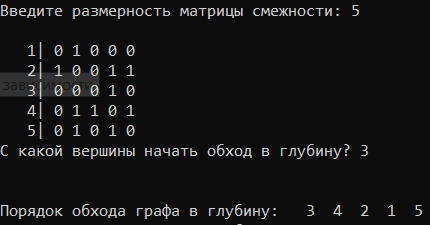 Введите размерность матрицы смежности: 5
1| 0 1 0 0 0
2| 1 0 0 1 1
зависимости
3| 0 0 0 1 0
4| 0 1 1 0 1
5| 0 1 0 1 0
С какой вершины начать обход в глубину? 3
Порядок обхода графа в глубину: 3 4 2 1 5